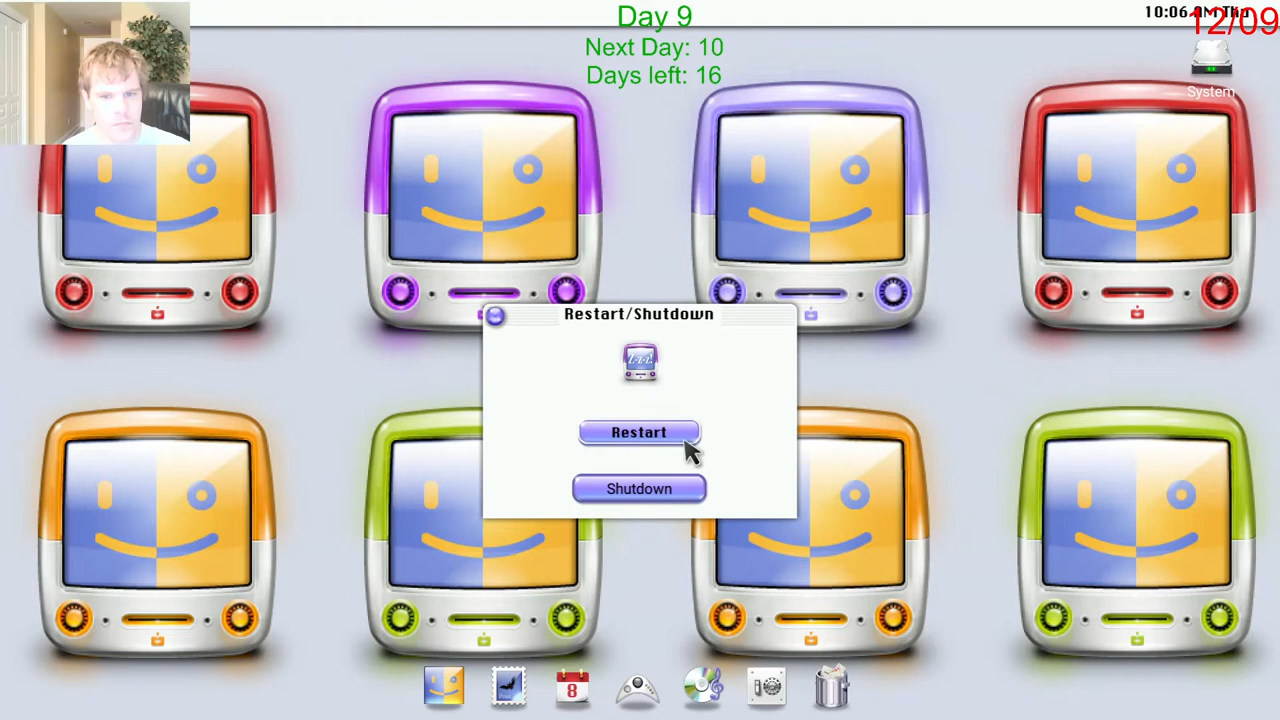 Day 9
Next Day: 10
Days left: 16
10:06 AM Thu
12/09
System
Restart/Shutdown
Z-z-z!
Restart
Shutdown
8